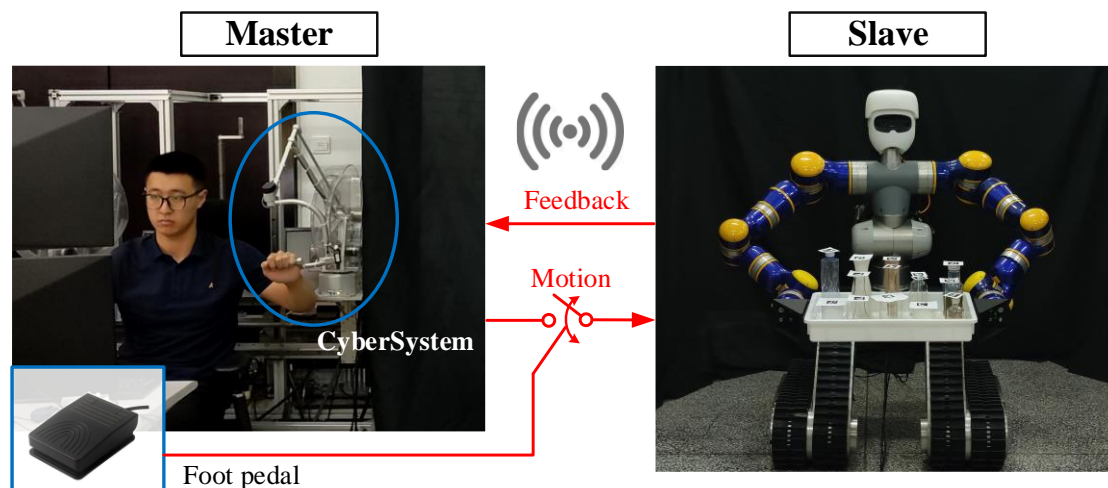 Master
Slave
Feedback
Motion
CyberSystem
Foot pedal